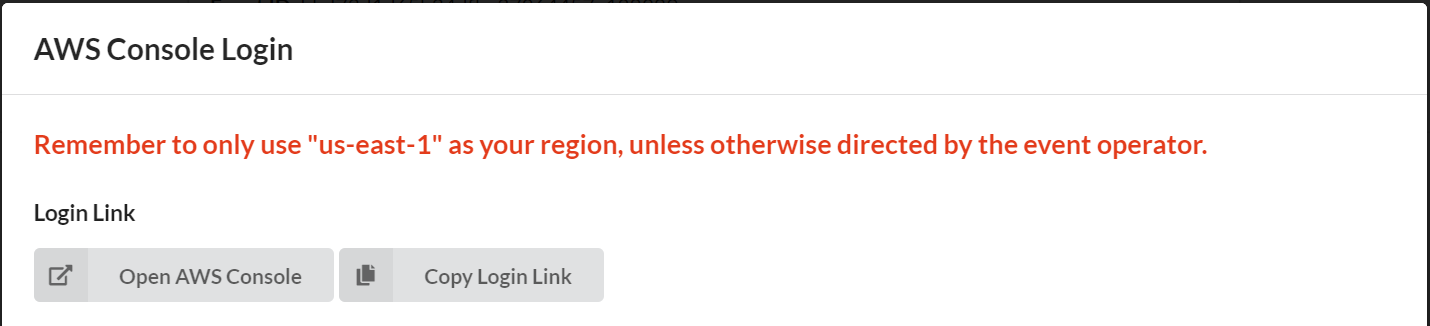 AWS Console Login
Remember to only use "us-east-1" as your region, unless otherwise directed by the event operator.
Login Link
Open AWS Console
Copy Login Link